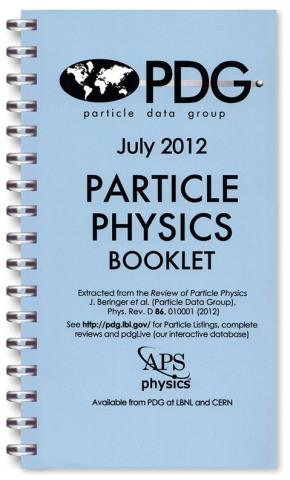 PDG
particle data group
July 2012
PARTICLE
PHYSICS
BOOKLET
Extracted from the Review of Particle Physics
J. Beringer et al. (Particle Data Group),
Phys. Rev. D 86, 010001 (2012)
See http://pdg.lbl.gov/ for Particle Listings, complete
reviews and pdgLive (our interactive database)
APS
physics
Available from PDG at LBNL and CERN